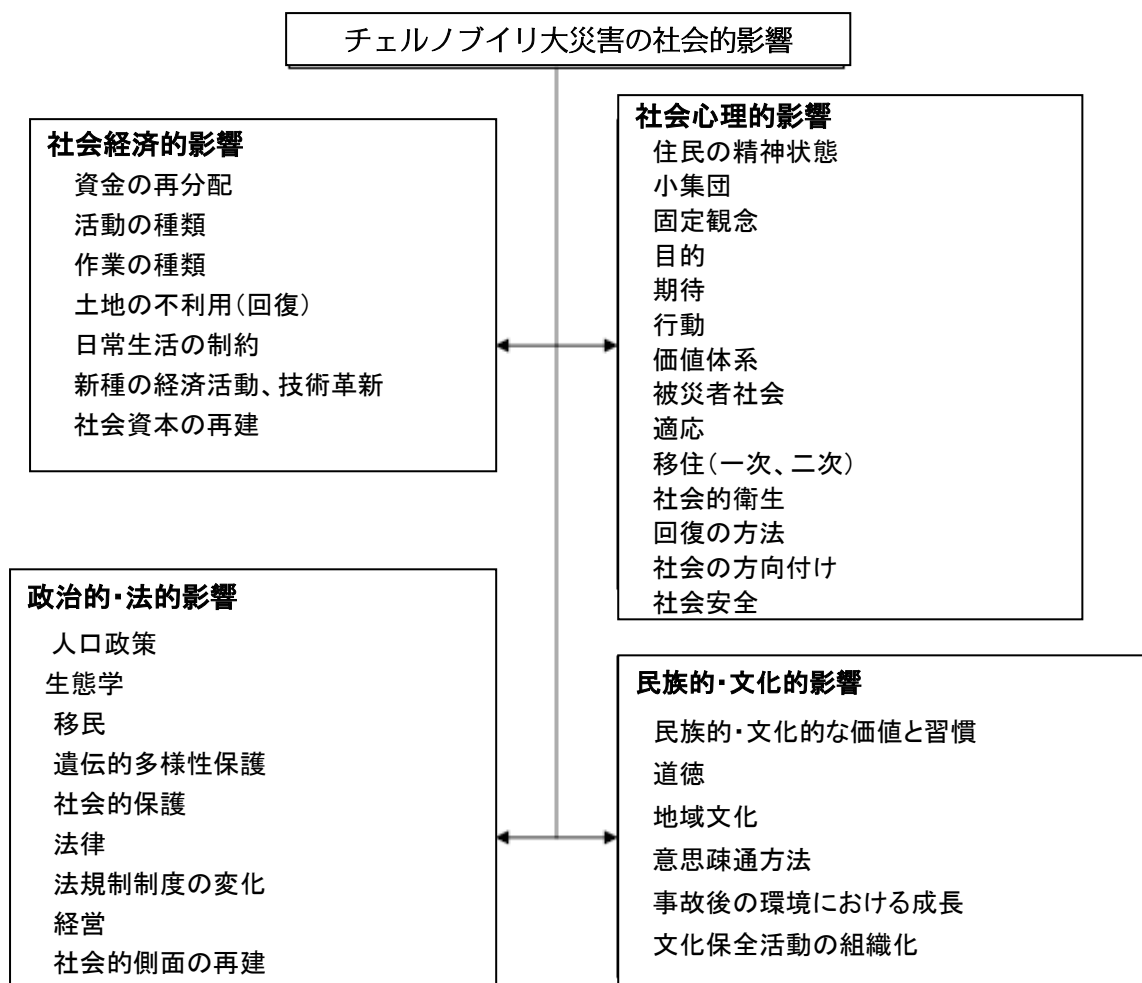 チェルノブイリ大災害の社会的影響
社会経済的影響
資金の再分配
活動の種類
作業の種類
土地の不利用(回復)
日常生活の制約
新種の経済活動、技術革新
社会資本の再建
社会心理的影響
住民の精神状態
小集団
固定観念
目的
期待
行動
価値体系
被災者社会
適応
移住(一次、二次)
社会的衛生
回復の方法
社会の方向付け
社会安全
政治的・法的影響
人口政策
生態学
移民
遺伝的多様性保護
社会的保護
法律
法規制制度の変化
経営
社会的側面の再建
民族的・文化的影響
民族的・文化的な価値と習慣
道徳
地域文化
意思疎通方法
事故後の環境における成長
文化保全活動の組織化